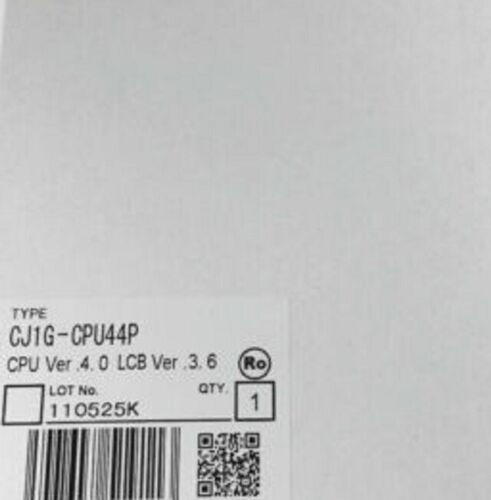 TYPE
CJ1G-CPU44P
CPU Ver .4. 0 LCB Ver .3. 6 Ro
LOT No. QTY.
110525K 1